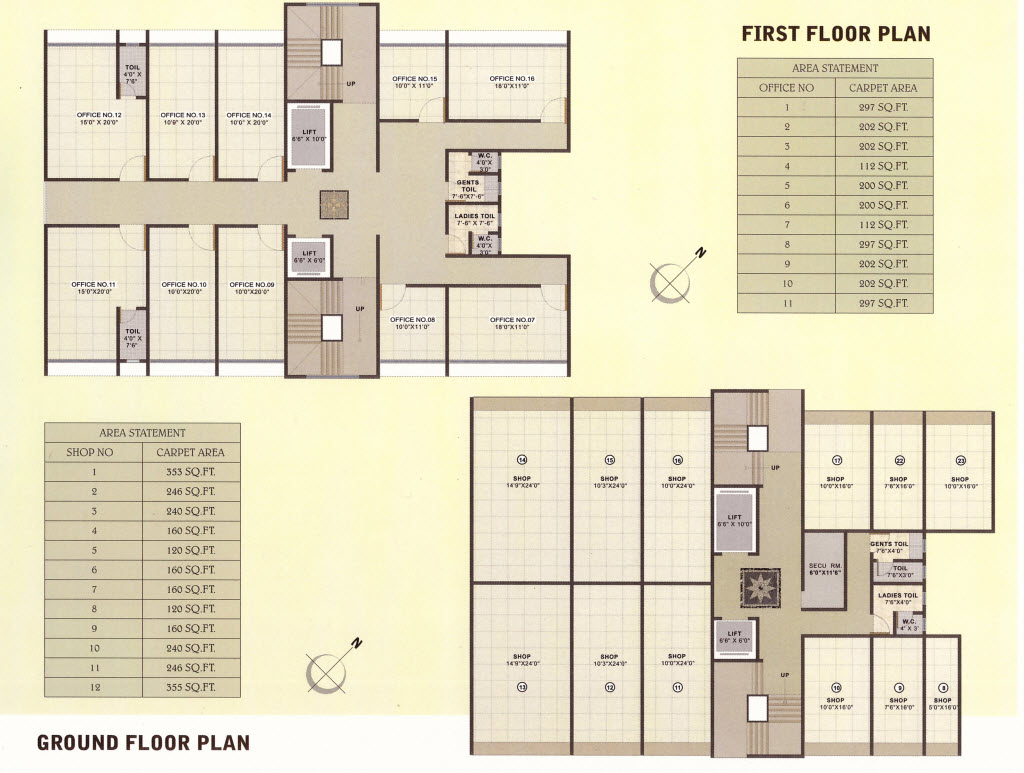 FIRST FLOOR PLAN
AREA STATEMENT
OFFICE NO CARPET AREA
1 297 SQ.FT.
2 202 SQ.FT.
3 202 SQ.FT.
4 112 SQ.FT.
5 200 SQ.FT.
6 200 SQ.FT.
7 112 SQ.FT.
8 297 SQ.FT.
9 202 SQ.FT.
10 202 SQ.FT.
11 297 SQ.FT.
TOIL
4'0" X
7'6"
OFFICE NO.12
15'0" X 20'0"
OFFICE NO.13
10'9" X 20'0"
OFFICE NO.14
10'0" X 20'0"
UP
LIFT
6'6" X 10'0"
OFFICE NO.15
10'0" X 11'0"
OFFICE NO.16
18'0"X11'0"
W.C.
4'0"X
3'0"
GENTS
TOIL
7'-6"X7'-6"
LADIES TOIL
7'-6" X 7'-6"
W.C.
4'0"X
3'0"
LIFT
6'6" X 6'0"
OFFICE NO.11
15'0"X20'0"
TOIL
4'0" X
7'6"
OFFICE NO.10
10'0"X20'0"
OFFICE NO.09
10'0"X20'0"
UP
OFFICE NO.08
10'0"X11'0"
OFFICE NO.07
18'0"X11'0"
N
AREA STATEMENT
SHOP NO CARPET AREA
1 353 SQ.FT.
2 246 SQ.FT.
3 240 SQ.FT.
4 160 SQ.FT.
5 120 SQ.FT.
6 160 SQ.FT.
7 160 SQ.FT.
8 120 SQ.FT.
9 160 SQ.FT.
10 240 SQ.FT.
11 246 SQ.FT.
12 355 SQ.FT.
N
GROUND FLOOR PLAN
14
SHOP
14'9"X24'0"
15
SHOP
10'3"X24'0"
16
SHOP
10'0"X24'0"
UP
LIFT
6'6" X 10'0"
17
SHOP
10'0"X16'0"
22
SHOP
7'6"X16'0"
23
SHOP
10'0"X16'0"
SECU RM.
6'0"X11'6"
GENTS TOIL
7'6"X4'0"
TOIL
7'6"X3'0"
LADIES TOIL
7'6"X4'0"
W.C.
4' X 3'
LIFT
6'6" X 6'0"
SHOP
14'9"X24'0"
13
SHOP
10'3"X24'0"
12
SHOP
10'0"X24'0"
11
UP
10
SHOP
10'0"X16'0"
9
SHOP
7'6"X16'0"
8
SHOP
5'0"X16'0"